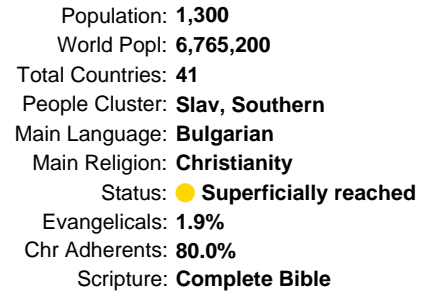 Population: 1,300
World Popl: 6,765,200
Total Countries: 41
People Cluster: Slav, Southern
Main Language: Bulgarian
Main Religion: Christianity
Status: Superficially reached
Evangelicals: 1.9%
Chr Adherents: 80.0%
Scripture: Complete Bible